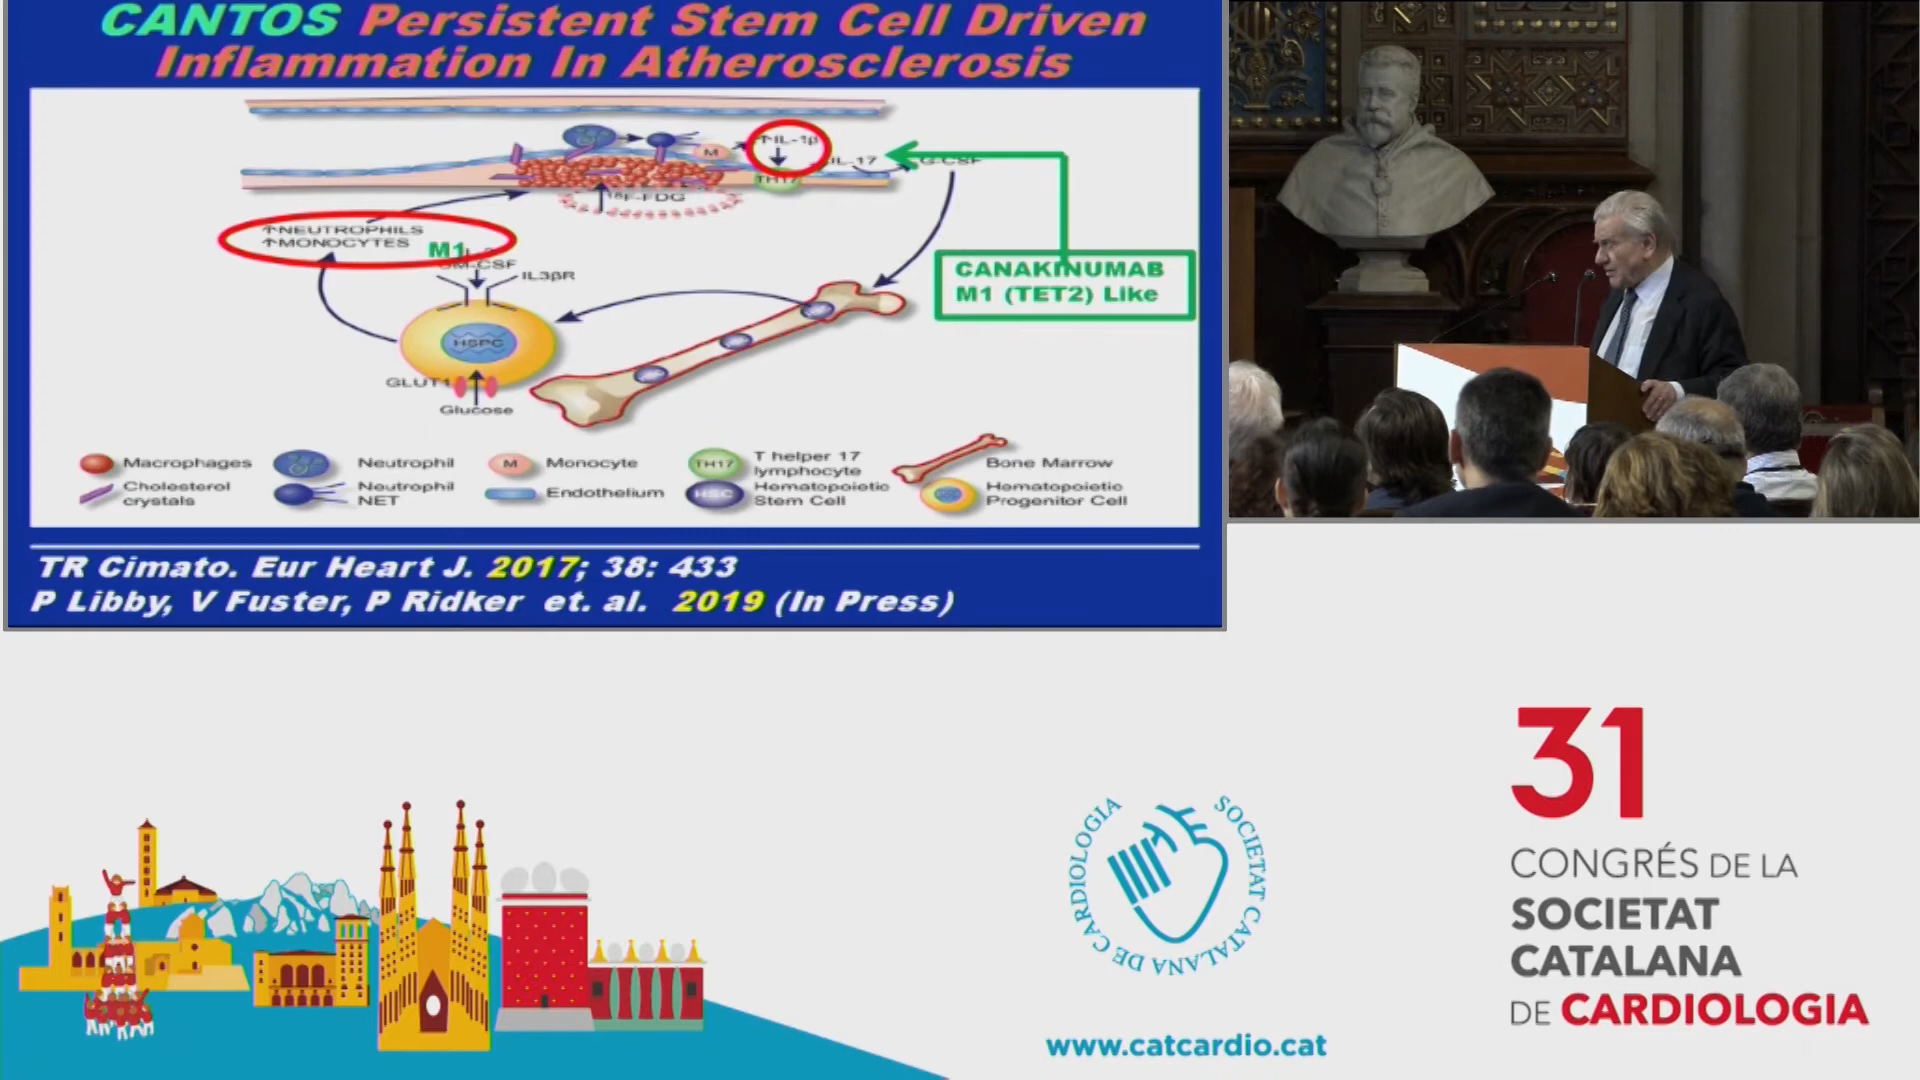 CANTOS Persistent Stem Cell Driven
Inflammation In Atherosclerosis
↑IL-1β
M
IL-17
G-CSF
TH17
18F-FDG
↑NEUTROPHILS
↑MONOCYTES
M1
GM-CSF
IL3βR
CANAKINUMAB
M1 (TET2) Like
HSPC
GLUT1
Glucose
Macrophages
Neutrophil
M
Monocyte
TH17
T helper 17
lymphocyte
Bone Marrow
Cholesterol
crystals
Neutrophil
NET
Endothelium
HSC
Hematopoietic
Stem Cell
Hematopoietic
Progenitor Cell
TR Cimato. Eur Heart J. 2017; 38: 433
P Libby, V Fuster, P Ridker et. al. 2019 (In Press)
SOCIETAT CATALANA DE CARDIOLOGIA
www.catcardio.cat
31
CONGRÉS DE LA
SOCIETAT
CATALANA
DE CARDIOLOGIA